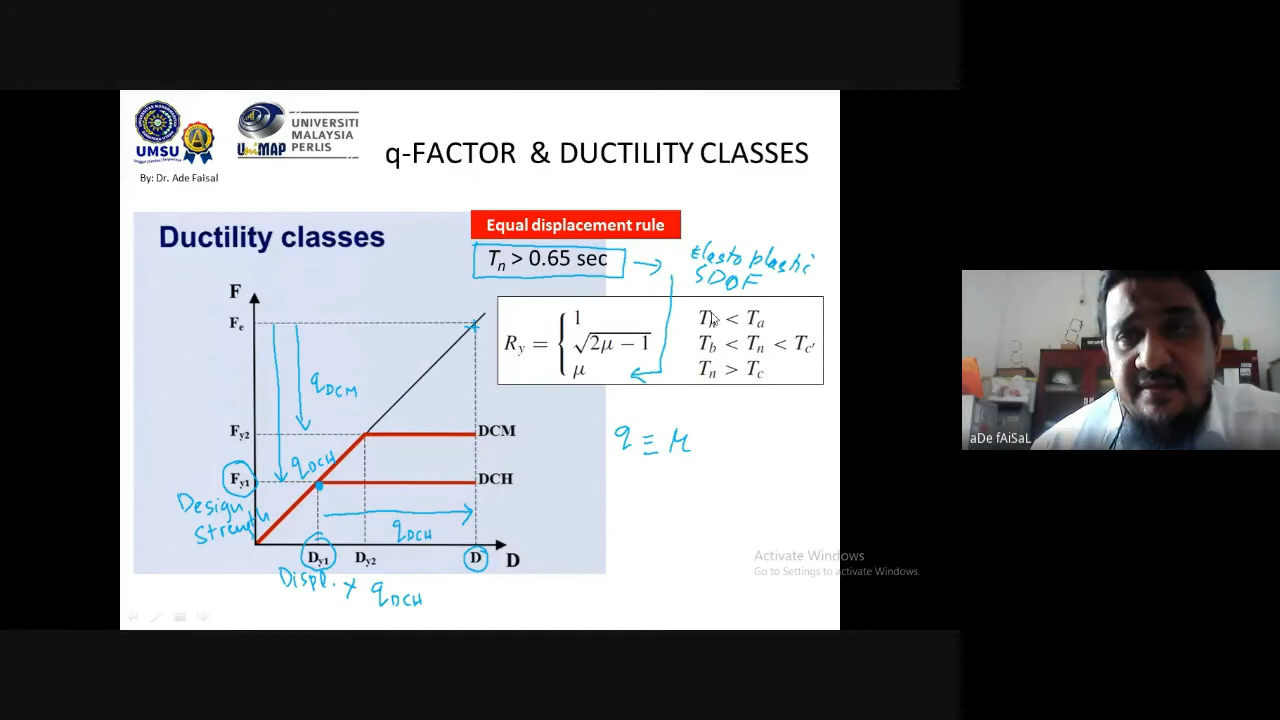 UMSU
A
UniMAP
UNIVERSITI
MALAYSIA
PERLIS
By: Dr. Ade Faisal
q-FACTOR & DUCTILITY CLASSES
Ductility classes
Equal displacement rule
Tn > 0.65 sec
Elasto plastic
SDOF
F
Fe
qDCM
Ry = { 1 Tn < Ta
√2μ − 1 Tb < Tn < Tc'
μ Tn > Tc
Fy2
DCM
q ≡ μ
qDCH
Fy1
DCH
Design
Strength
qDCH
Dy1
Dy2
D
D
Displ. x qDCH
aDe fAiSaL
Activate Windows
Go to Settings to activate Windows.